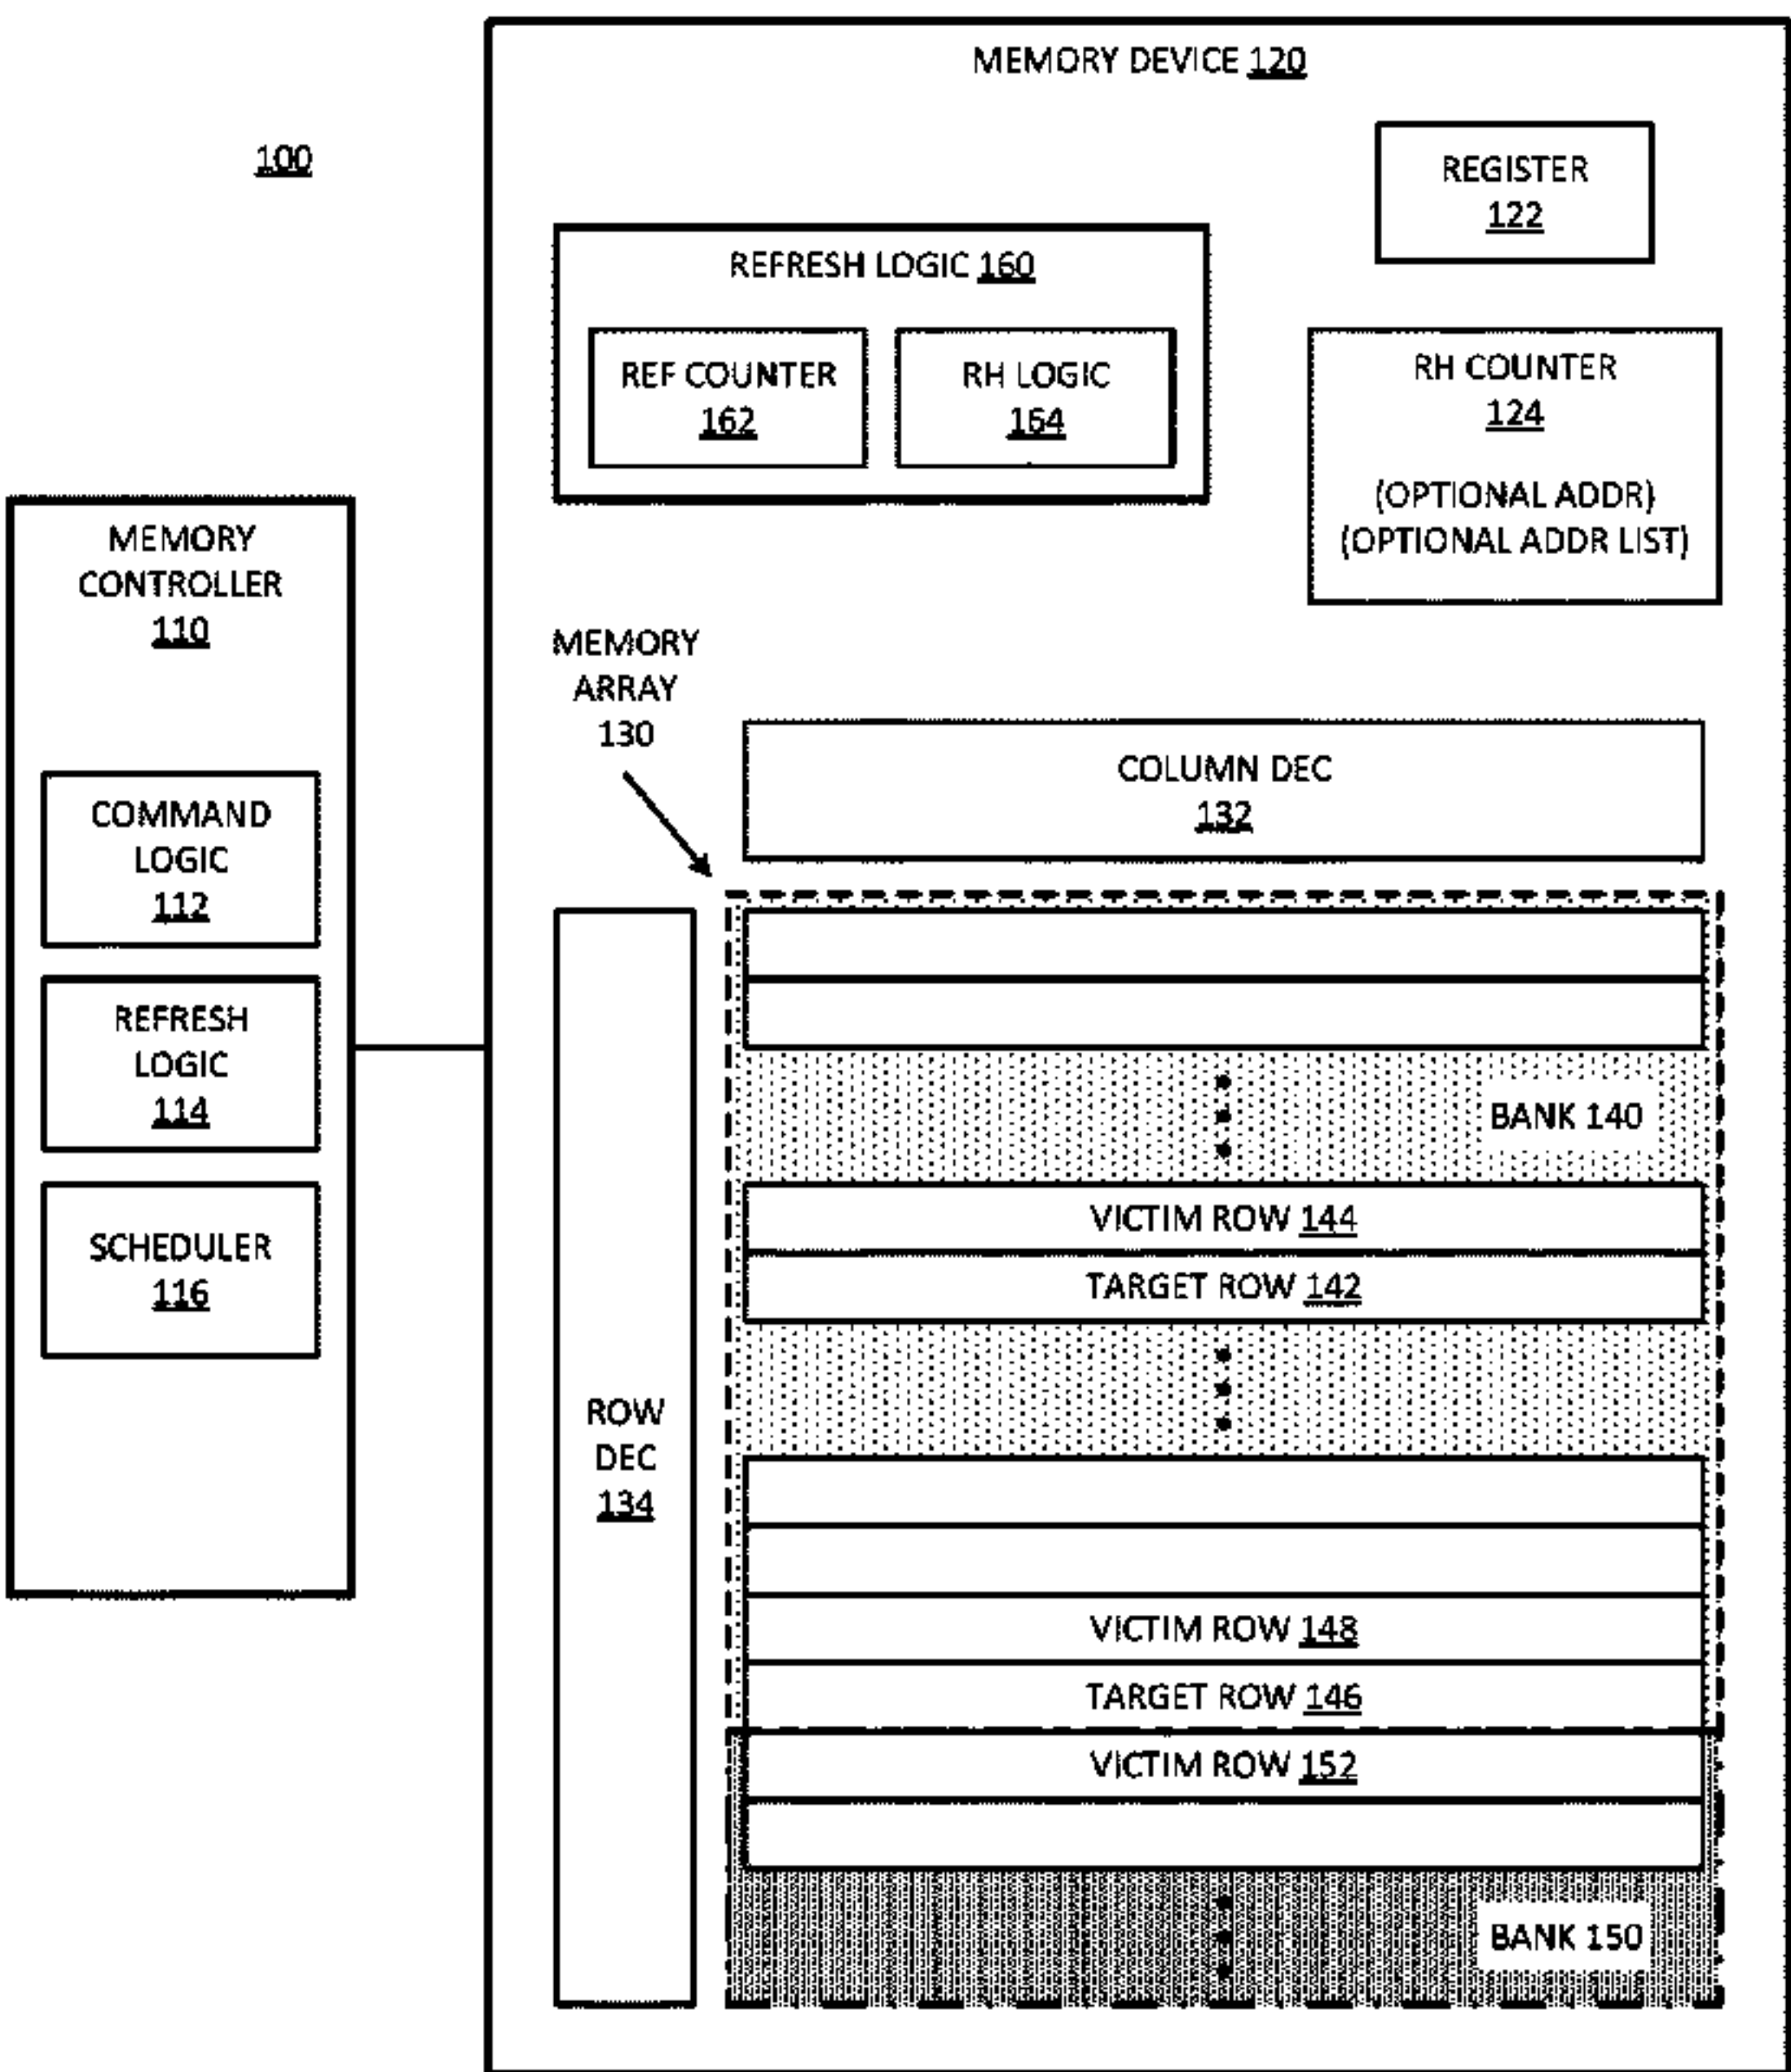 MEMORY DEVICE 120
100
REGISTER
122
REFRESH LOGIC 160
REF COUNTER
162
RH LOGIC
164
RH COUNTER
124
(OPTIONAL ADDR)
(OPTIONAL ADDR LIST)
MEMORY
CONTROLLER
110
COMMAND
LOGIC
112
REFRESH
LOGIC
114
SCHEDULER
116
MEMORY
ARRAY
130
COLUMN DEC
132
ROW
DEC
134
BANK 140
VICTIM ROW 144
TARGET ROW 142
VICTIM ROW 148
TARGET ROW 146
VICTIM ROW 152
BANK 150